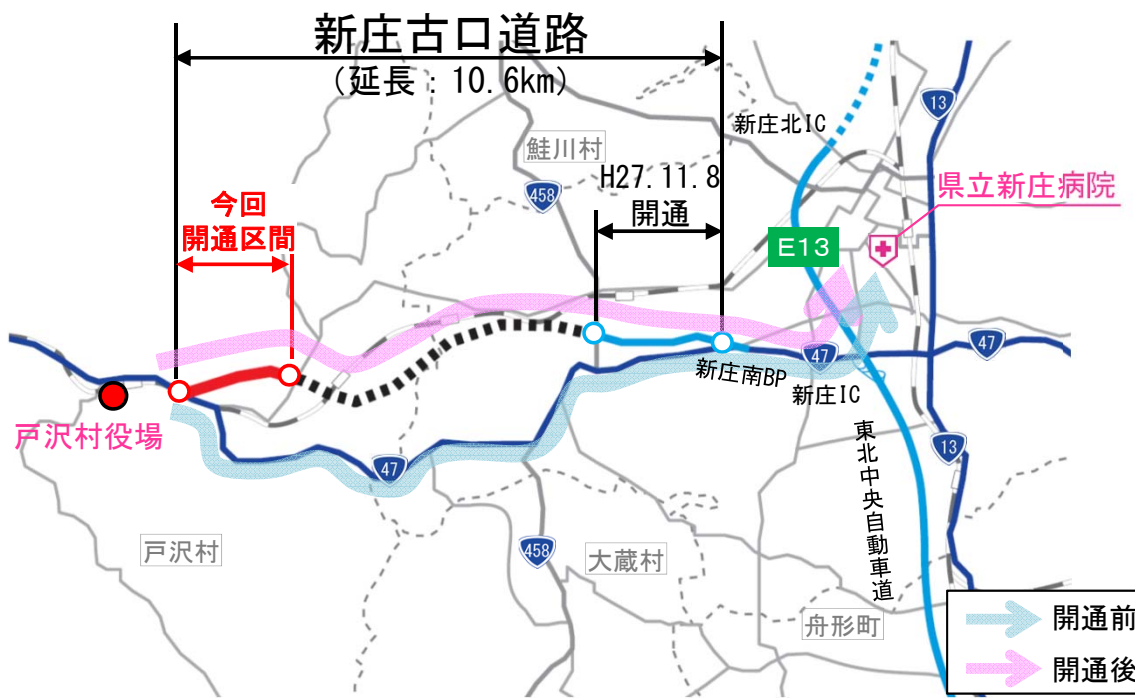 新庄古口道路
（延長：10.6km）
13
新庄北IC
鮭川村
458
H27.11.8
開通
県立新庄病院
今回
開通区間
E13
47
47
新庄南BP
新庄IC
戸沢村役場
47
13
東北中央自動車道
戸沢村
458
大蔵村
舟形町
開通前
開通後